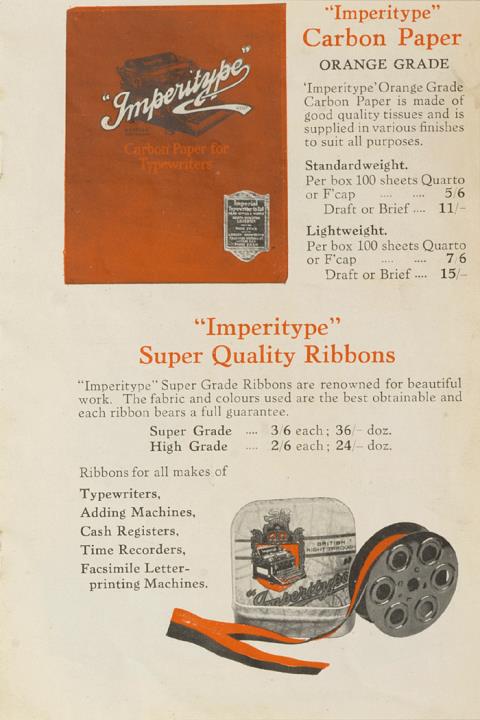 "Imperitype"
Carbon Paper for
Typewriters
Imperial
Typewriter Co Ltd
LEICESTER
"Imperitype"
Carbon Paper
ORANGE GRADE
'Imperitype' Orange Grade
Carbon Paper is made of
good quality tissues and is
supplied in various finishes
to suit all purposes.
Standardweight.
Per box 100 sheets Quarto
or F'cap .... .... 5/6
Draft or Brief .... 11/-
Lightweight.
Per box 100 sheets Quarto
or F'cap .... .... 7/6
Draft or Brief .... 15/-
"Imperitype"
Super Quality Ribbons
"Imperitype" Super Grade Ribbons are renowned for beautiful
work. The fabric and colours used are the best obtainable and
each ribbon bears a full guarantee.
Super Grade .... 3/6 each; 36/- doz.
High Grade .... 2/6 each; 24/- doz.
Ribbons for all makes of
Typewriters,
Adding Machines,
Cash Registers,
Time Recorders,
Facsimile Letter-
printing Machines.
BRITISH
RIGHT THROUGH
"Imperitype"